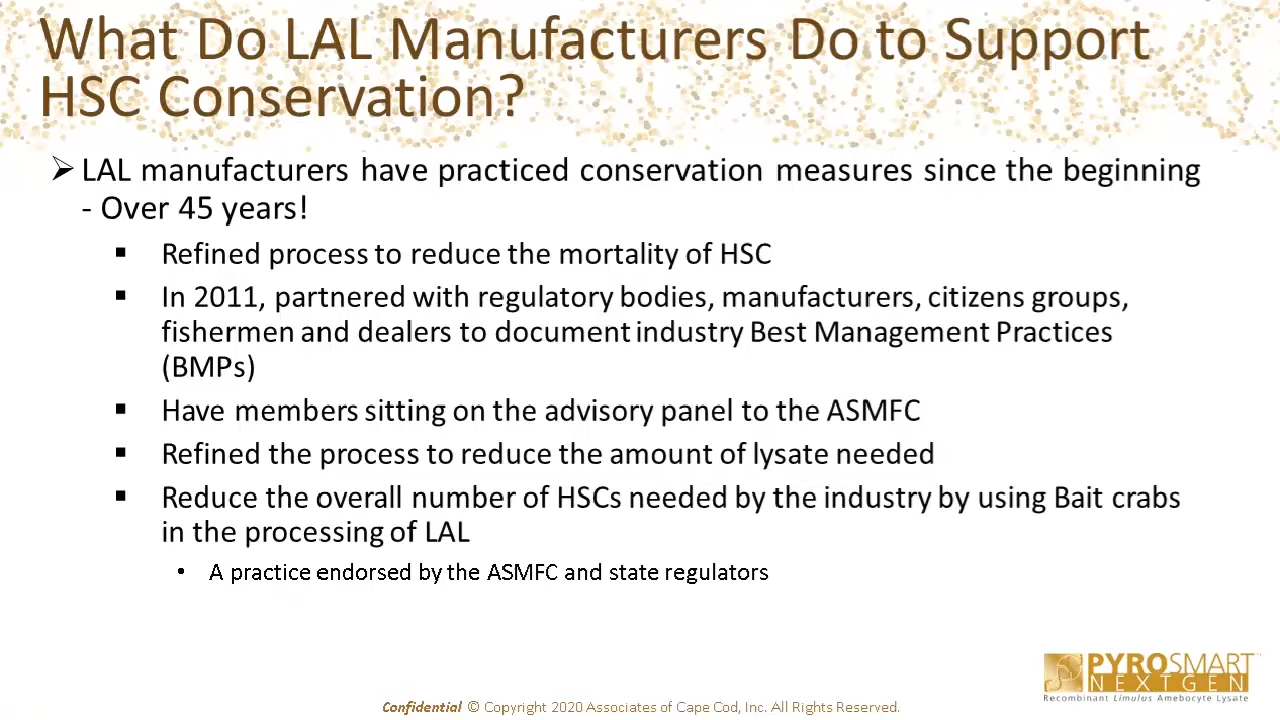 What Do LAL Manufacturers Do to Support
HSC Conservation?
➢ LAL manufacturers have practiced conservation measures since the beginning
- Over 45 years!
▪ Refined process to reduce the mortality of HSC
▪ In 2011, partnered with regulatory bodies, manufacturers, citizens groups,
fishermen and dealers to document industry Best Management Practices
(BMPs)
▪ Have members sitting on the advisory panel to the ASMFC
▪ Refined the process to reduce the amount of lysate needed
▪ Reduce the overall number of HSCs needed by the industry by using Bait crabs
in the processing of LAL
• A practice endorsed by the ASMFC and state regulators
PYROSMART
NEXTGEN
Recombinant Limulus Amebocyte Lysate
Confidential © Copyright 2020 Associates of Cape Cod, Inc. All Rights Reserved.